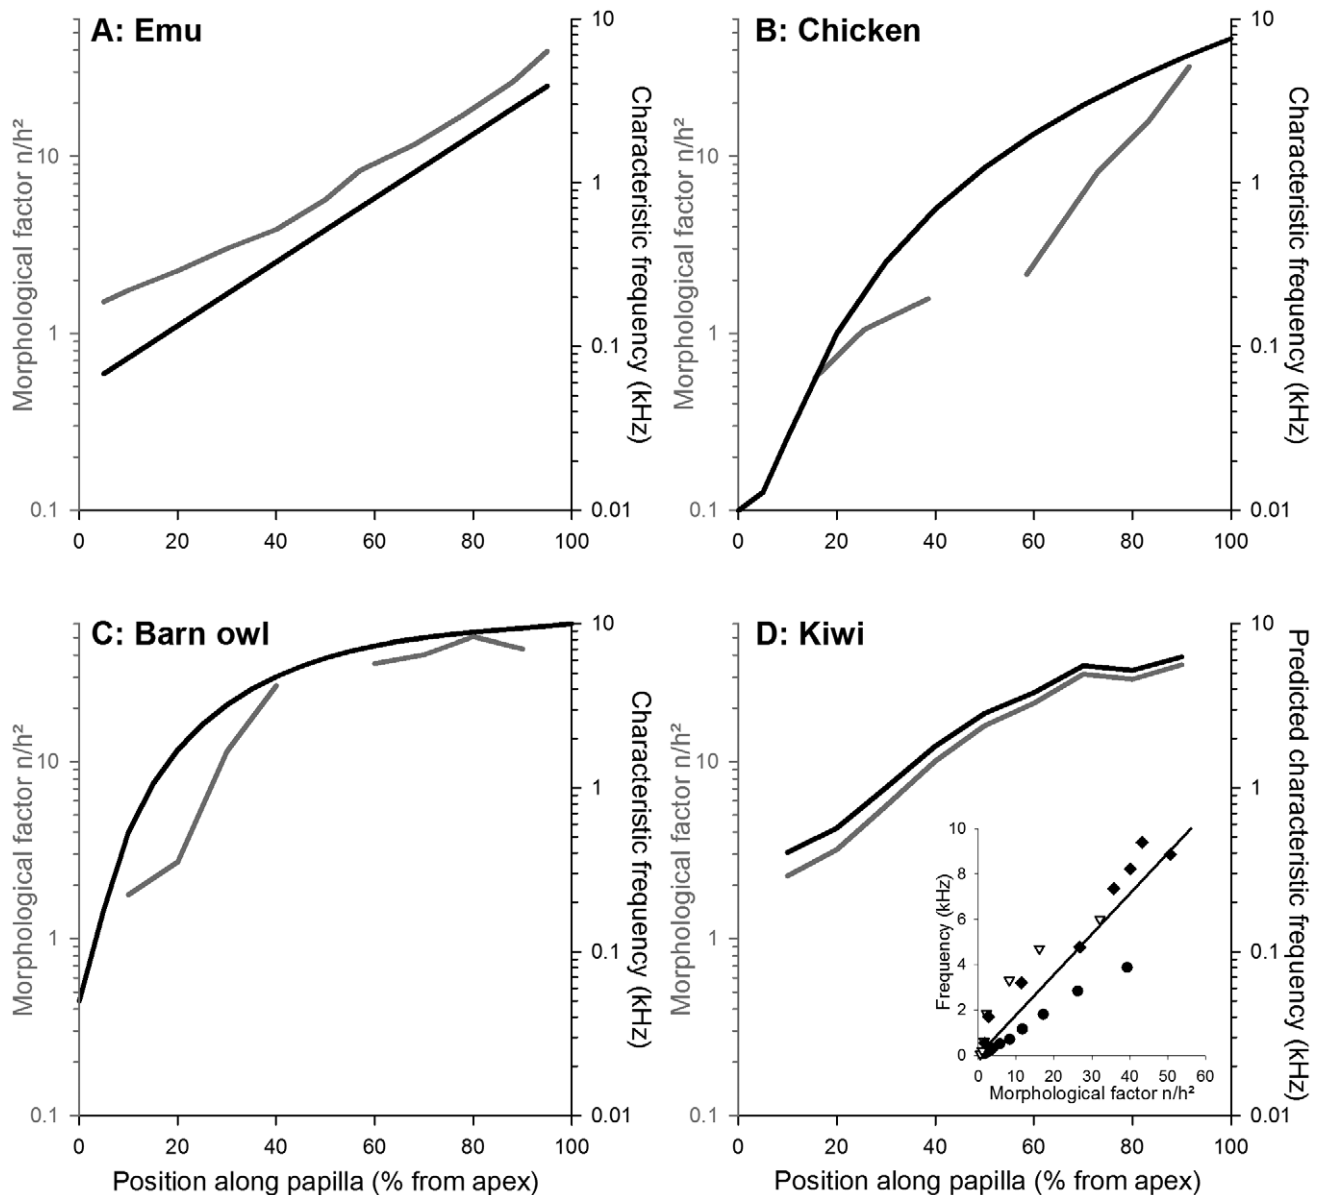 A: Emu
Morphological factor n/h²
10
1
0.1
10
1
0.1
0.01
Characteristic frequency (kHz)
0 20 40 60 80 100
B: Chicken
Morphological factor n/h²
10
1
0.1
10
1
0.1
0.01
Characteristic frequency (kHz)
0 20 40 60 80 100
C: Barn owl
Morphological factor n/h²
10
1
0.1
10
1
0.1
0.01
Characteristic frequency (kHz)
0 20 40 60 80 100
Position along papilla (% from apex)
D: Kiwi
Morphological factor n/h²
10
1
0.1
10
1
0.1
0.01
Predicted characteristic frequency (kHz)
Frequency (kHz)
10
8
6
4
2
0
0 10 20 30 40 50 60
Morphological factor n/h²
0 20 40 60 80 100
Position along papilla (% from apex)